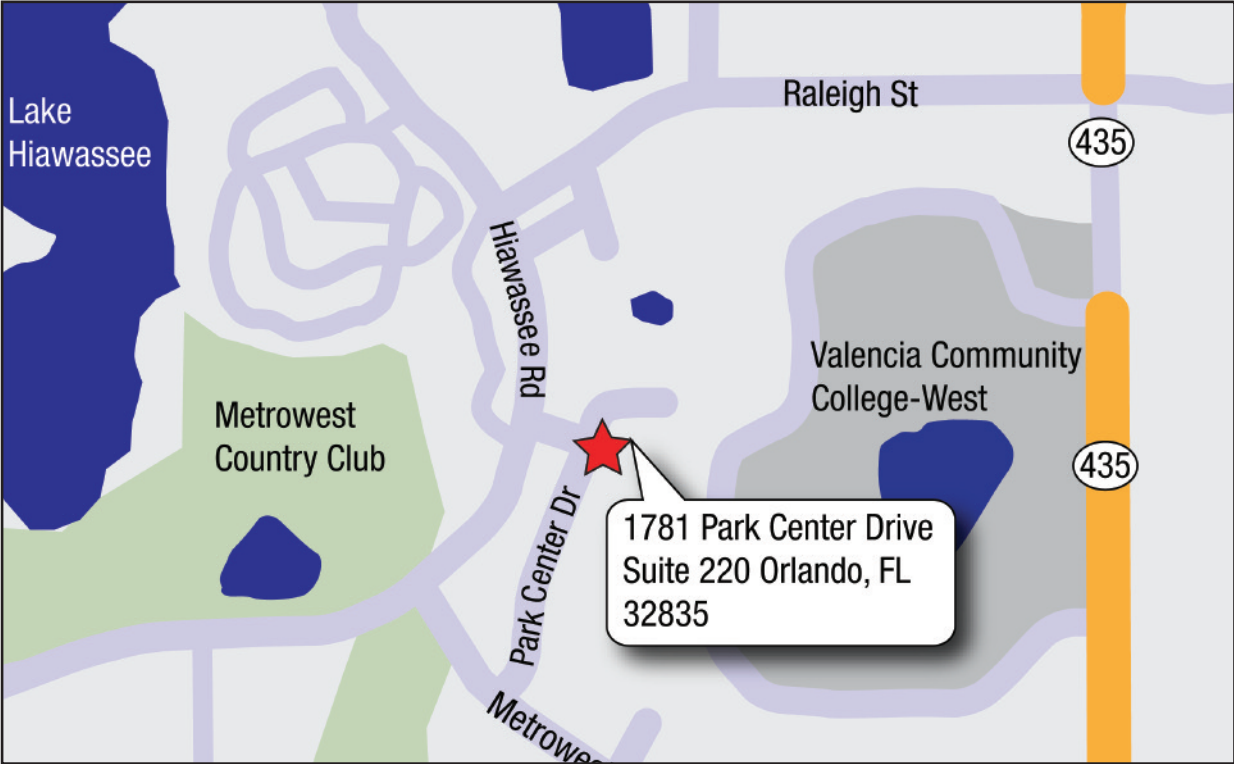 Lake
Hiawassee
Raleigh St
435
Hiawassee Rd
Valencia Community
College-West
Metrowest
Country Club
435
Park Center Dr
1781 Park Center Drive
Suite 220 Orlando, FL
32835